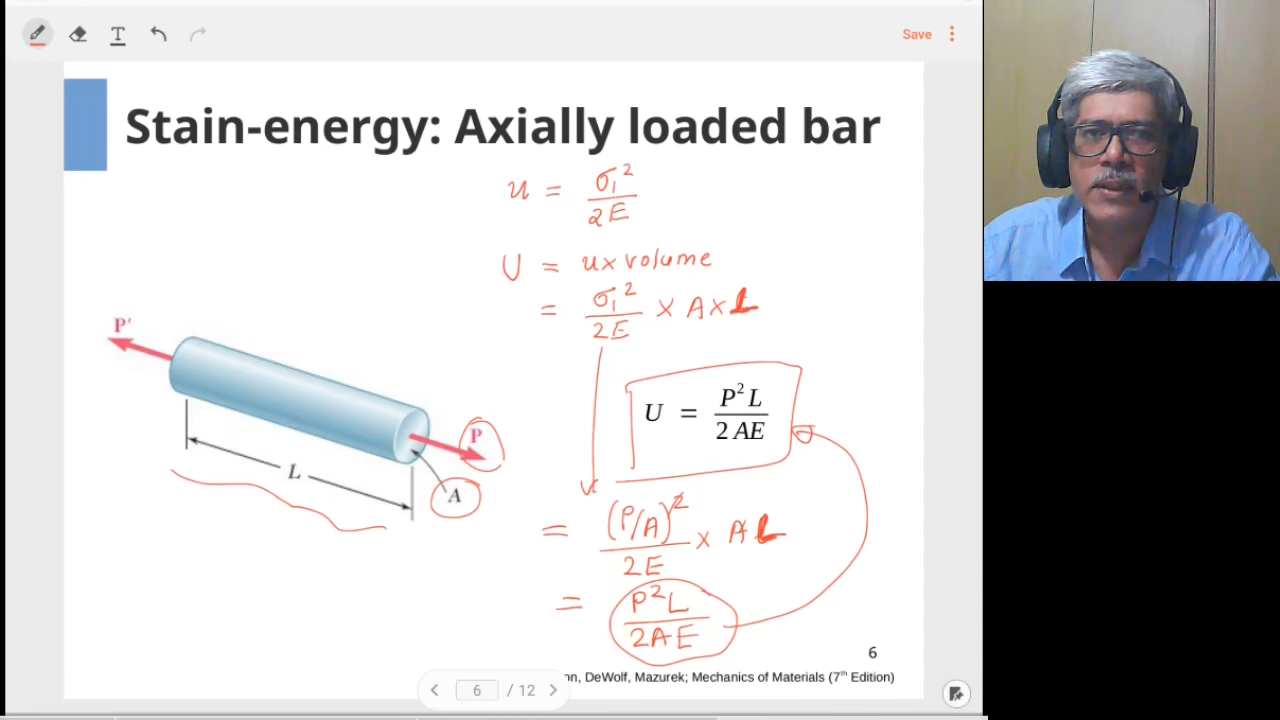 Save
Stain-energy: Axially loaded bar
u = σ₁²/2E
U = u x volume
= σ₁²/2E × A × L
P'
P
L
A
U = P²L/2AE
= (P/A)²/2E × AL
= P²L/2AE
6
on, DeWolf, Mazurek; Mechanics of Materials (7th Edition)
6 / 12